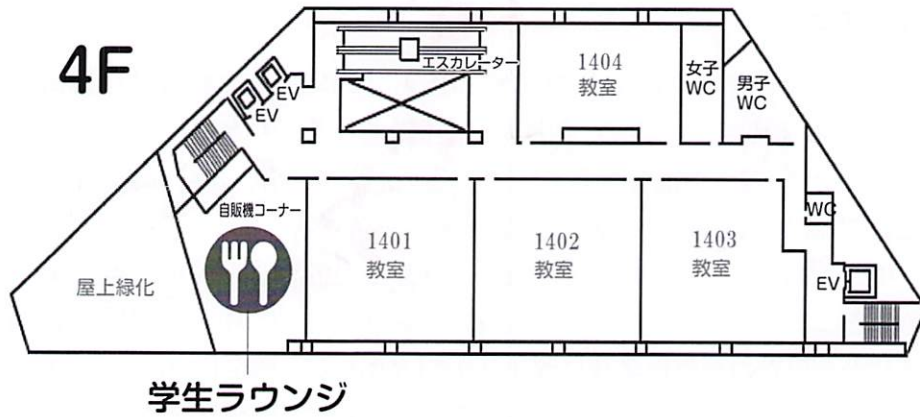 4F
エスカレーター
1404
教室
女子
WC
男子
WC
EV
EV
自販機コーナー
WC
1401
教室
1402
教室
1403
教室
屋上緑化
EV
学生ラウンジ